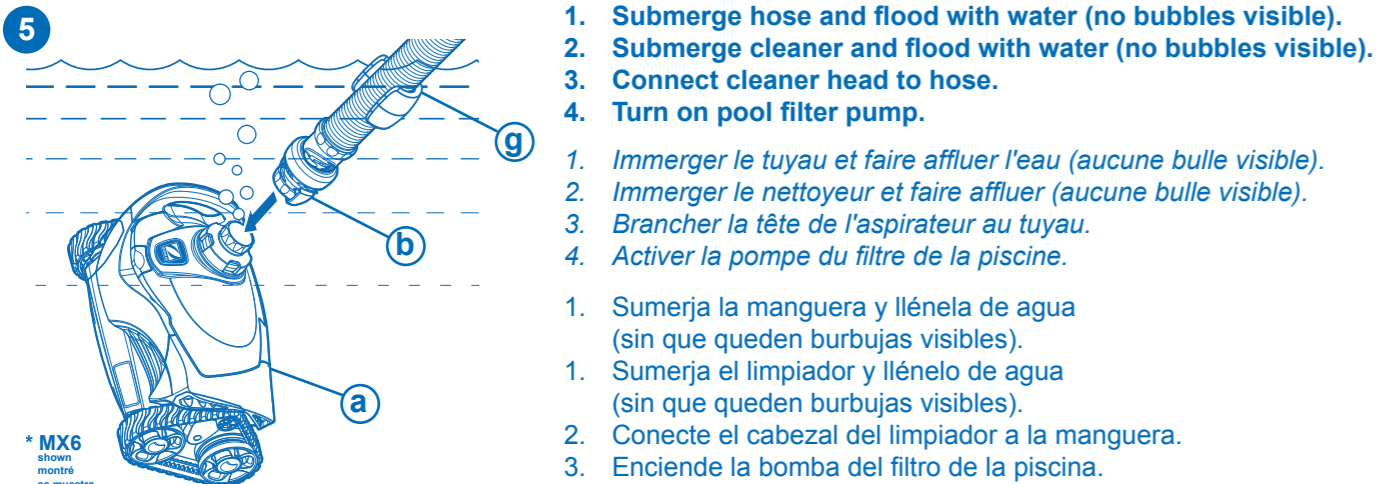 5
g
b
a
* MX6
shown
montré
se muestra
1. Submerge hose and flood with water (no bubbles visible).
2. Submerge cleaner and flood with water (no bubbles visible).
3. Connect cleaner head to hose.
4. Turn on pool filter pump.
1. Immerger le tuyau et faire affluer l'eau (aucune bulle visible).
2. Immerger le nettoyeur et faire affluer (aucune bulle visible).
3. Brancher la tête de l'aspirateur au tuyau.
4. Activer la pompe du filtre de la piscine.
1. Sumerja la manguera y llénela de agua
(sin que queden burbujas visibles).
1. Sumerja el limpiador y llénelo de agua
(sin que queden burbujas visibles).
2. Conecte el cabezal del limpiador a la manguera.
3. Enciende la bomba del filtro de la piscina.